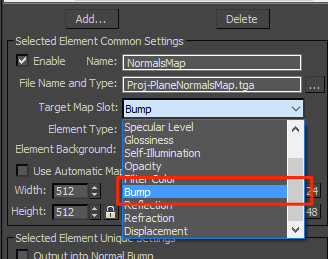 Add... Delete
Selected Element Common Settings
Enable Name: NormalsMap
File Name and Type: Proj-PlaneNormalsMap.tga ...
Target Map Slot: Bump
Element Type:
Specular Level
Glossiness
Self-Illumination
Element Background:
Opacity
Filter Color
Use Automatic Map
Bump
Width: 512
24
Reflection
Height: 512
48
Refraction
Displacement
Selected Element Unique Settings
Output into Normal Bump